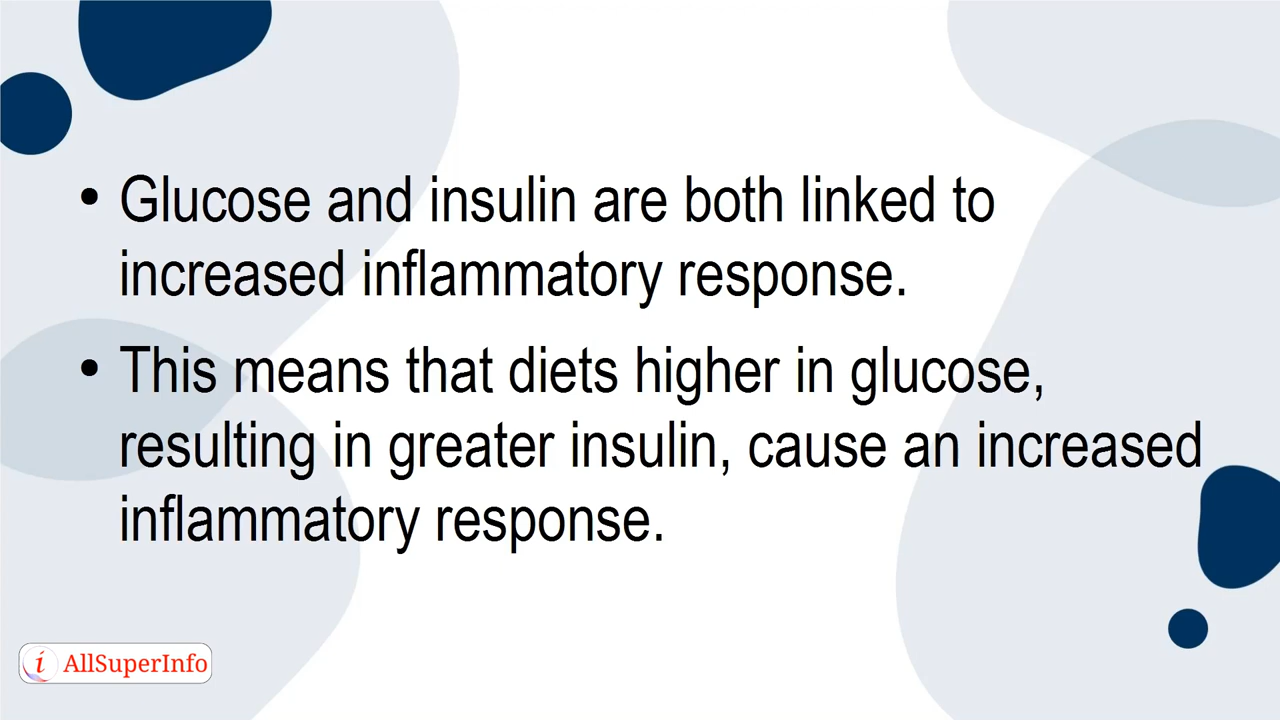 • Glucose and insulin are both linked to
increased inflammatory response.
• This means that diets higher in glucose,
resulting in greater insulin, cause an increased
inflammatory response.
i AllSuperInfo